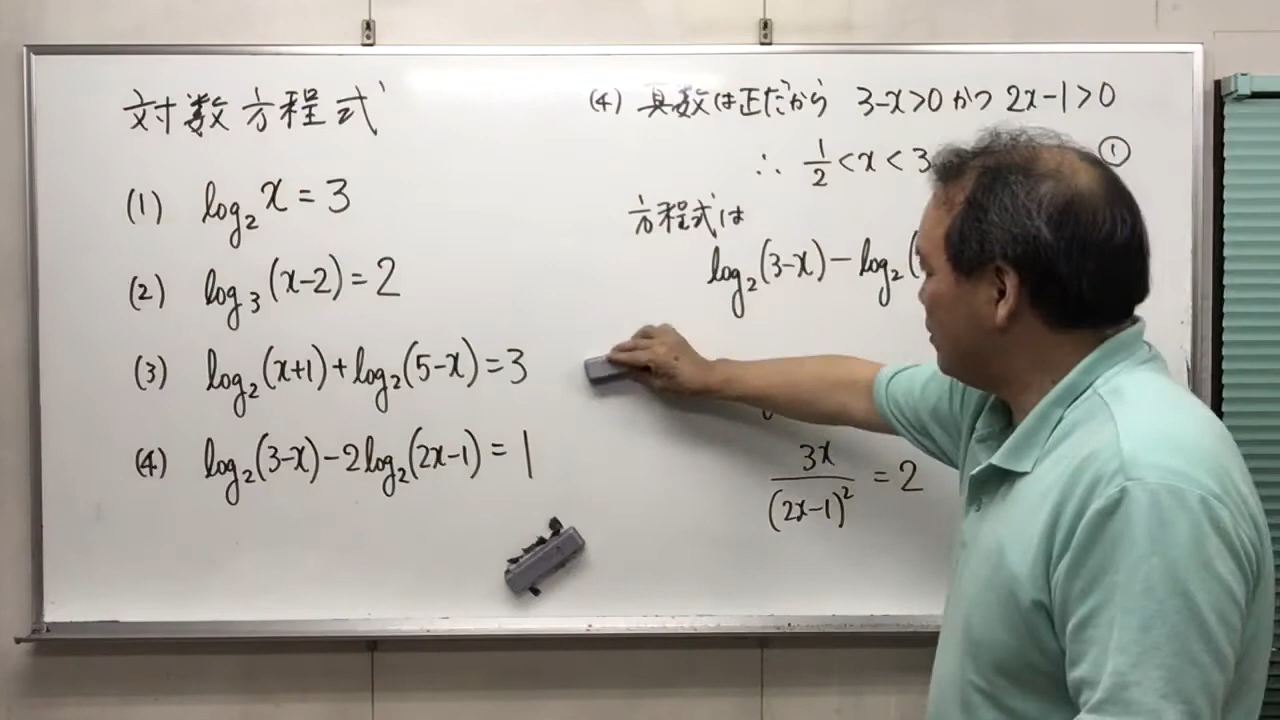 対数方程式
(1) log₂x=3
(2) log₃(x-2)=2
(3) log₂(x+1)+log₂(5-x)=3
(4) log₂(3-x)-2log₂(2x-1)=1
(4) 真数は正だから 3-x>0 かつ 2x-1>0
∴ 1/2<x<3 ①
方程式は
log₂(3-x)-log₂(
3x/(2x-1)²=2